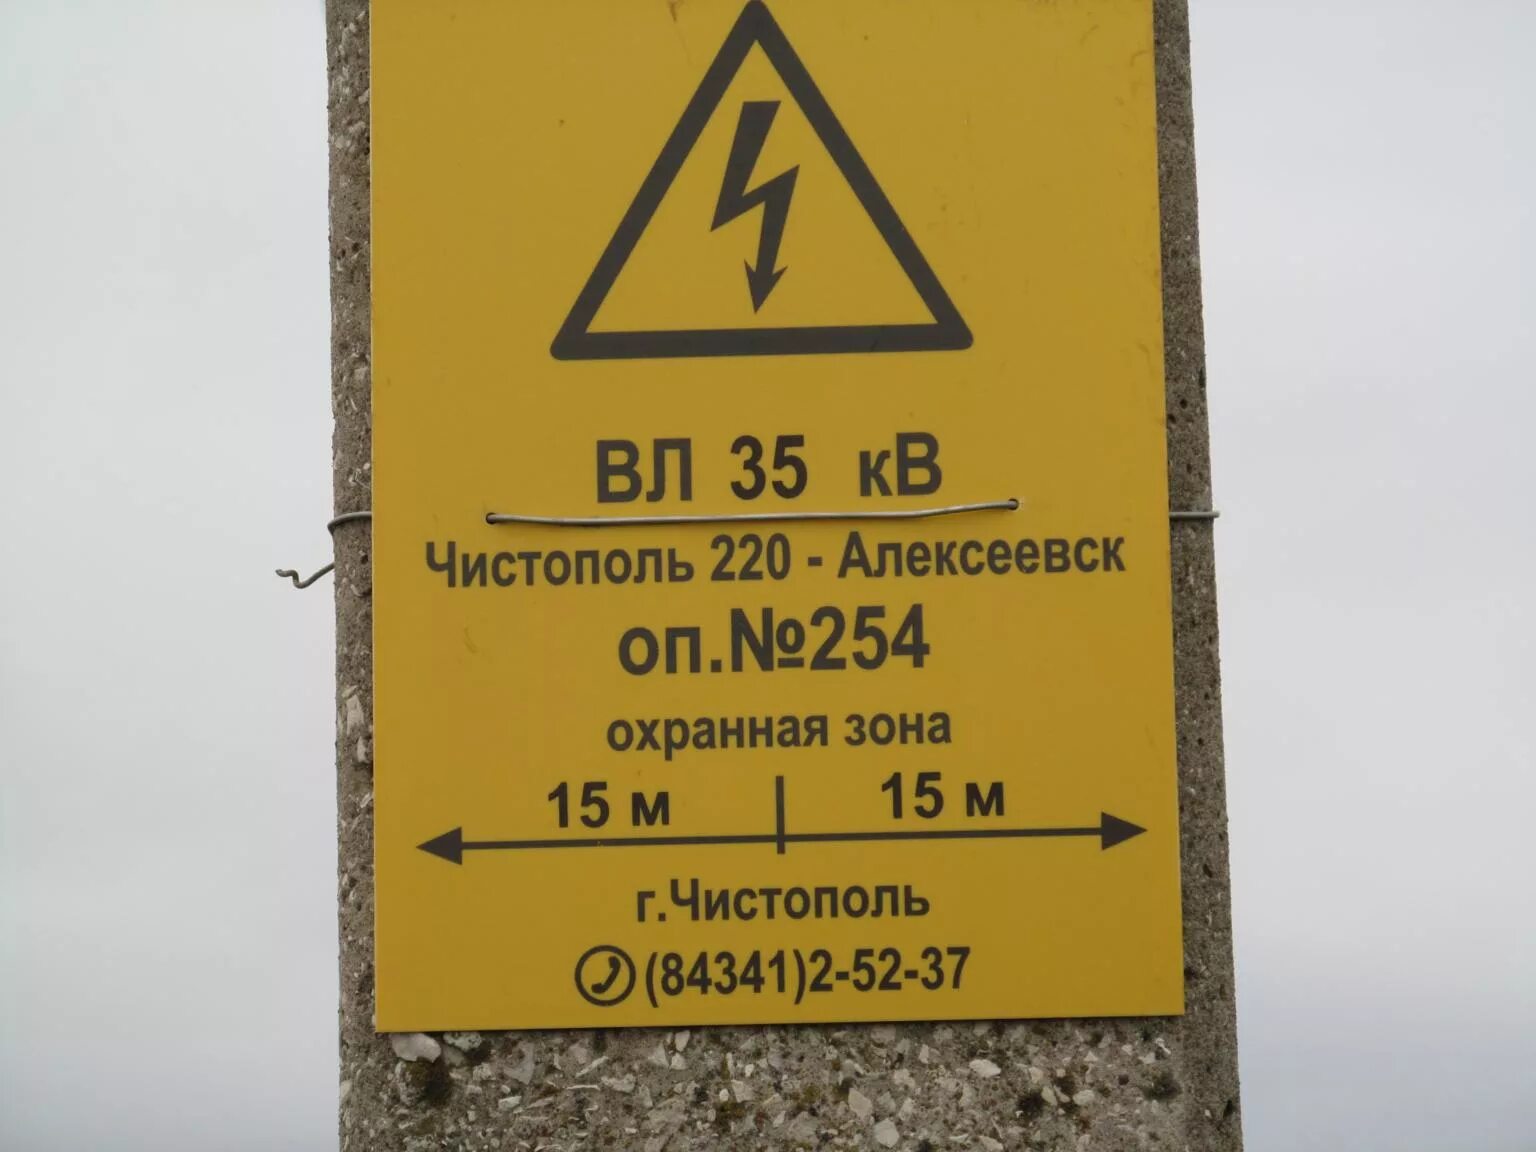 ВЛ 35 кВ
Чистополь 220 - Алексеевск
оп.№254
охранная зона
15 м 15 м
г.Чистополь
(84341)2-52-37